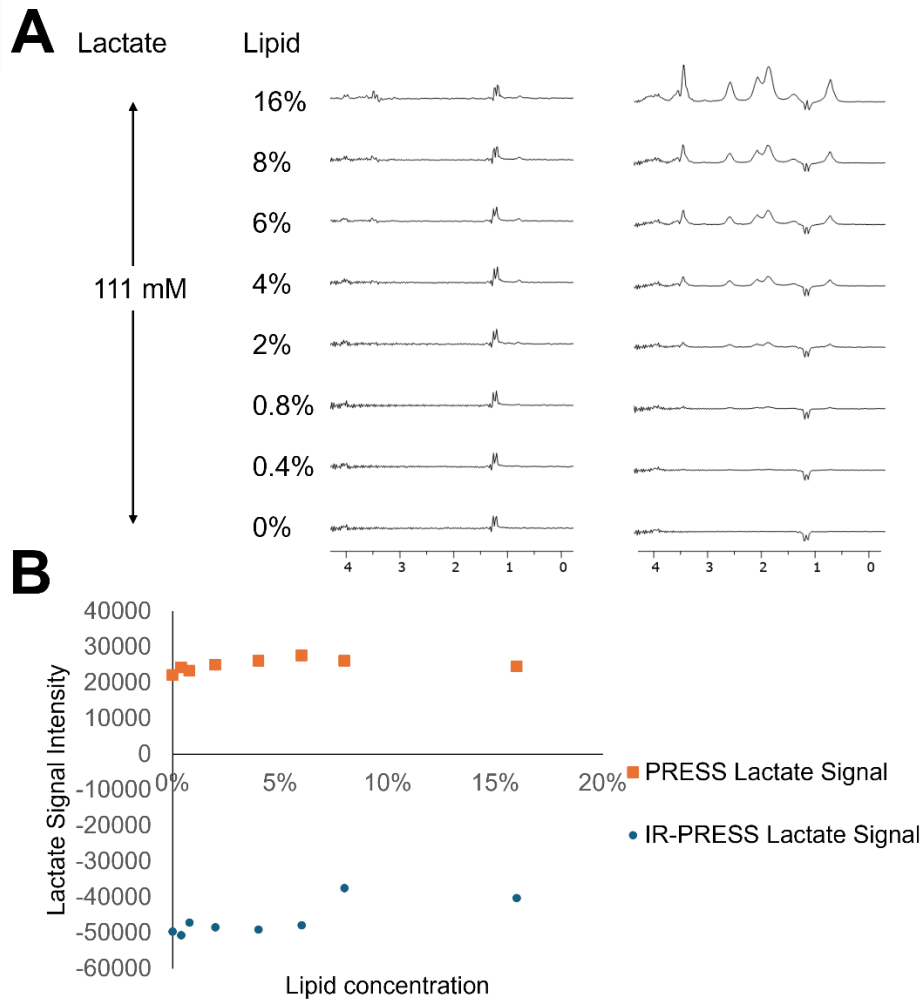 A
Lactate Lipid
16%
8%
6%
4%
111 mM
2%
0.8%
0.4%
0%
4 3 2 1 0 4 3 2 1 0
B
40000
30000
20000
10000
0
-10000
-20000
-30000
-40000
-50000
-60000
0% 5% 10% 15% 20%
Lactate Signal Intensity
Lipid concentration
PRESS Lactate Signal
IR-PRESS Lactate Signal